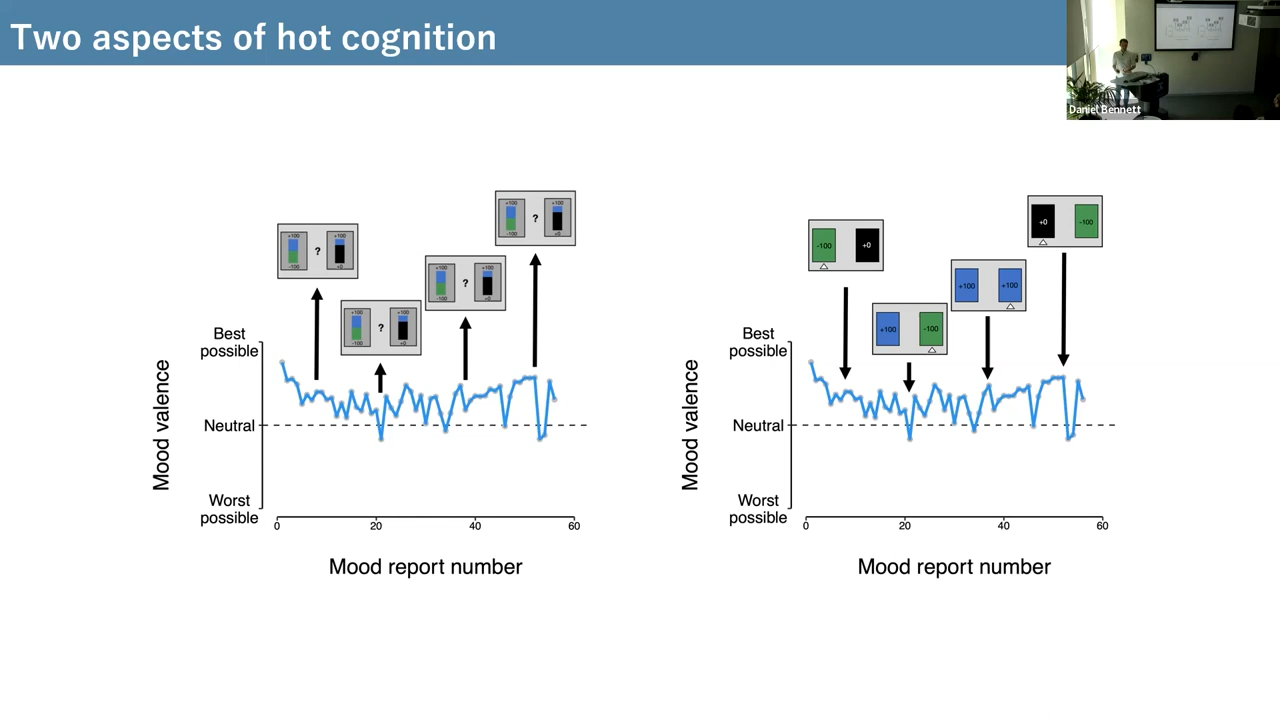 Two aspects of hot cognition
Daniel Bennett
+100
-100
?
+100
+0
+100
-100
?
+100
+0
+100
-100
?
+100
+0
+100
-100
?
+100
+0
Mood valence
Best
possible
Neutral
Worst
possible
0
20
40
60
Mood report number
-100
+0
+100
-100
+100
+100
+0
-100
Mood valence
Best
possible
Neutral
Worst
possible
0
20
40
60
Mood report number